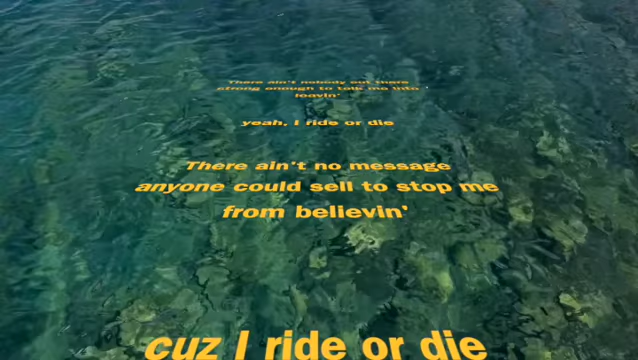 There ain't nobody out there
strong enough to talk me into
leavin'
yeah, I ride or die
There ain't no message
anyone could sell to stop me
from believin'
cuz I ride or die